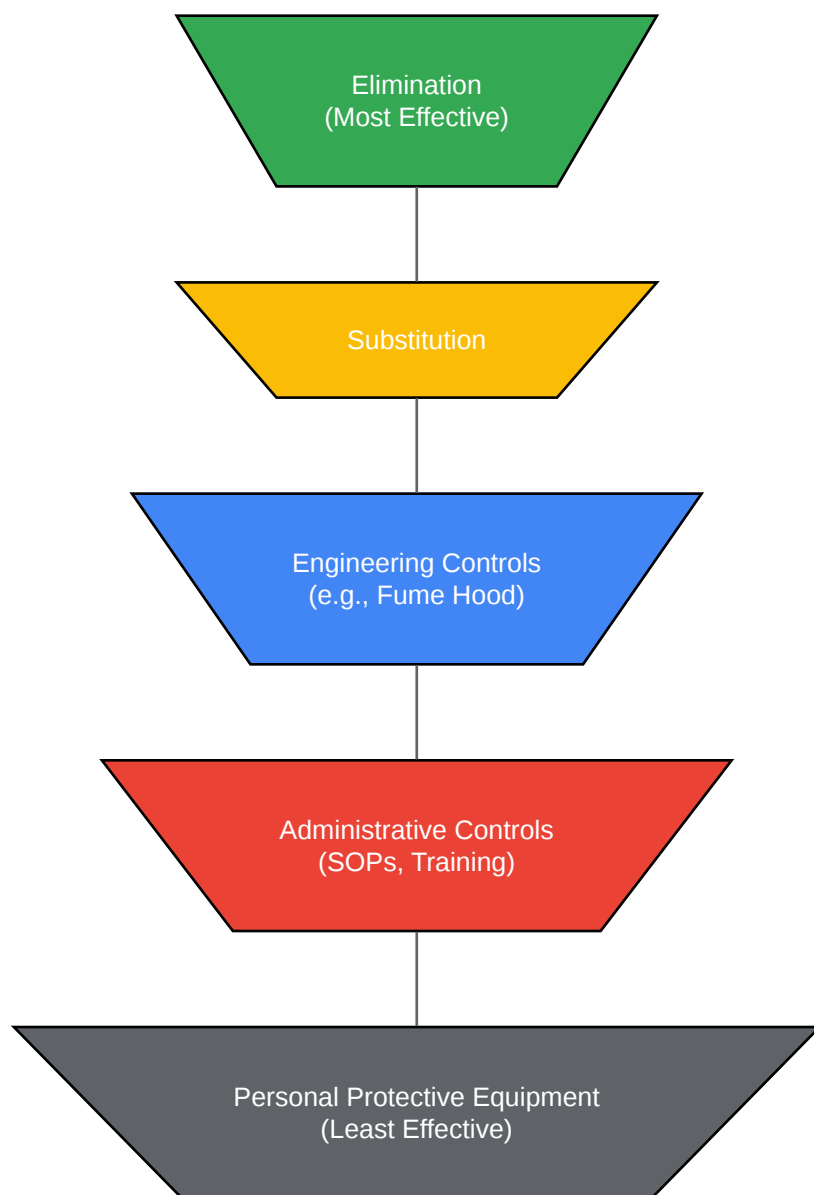 Elimination
(Most Effective)
Substitution
Engineering Controls
(e.g., Fume Hood)
Administrative Controls
(SOPs, Training)
Personal Protective Equipment
(Least Effective)